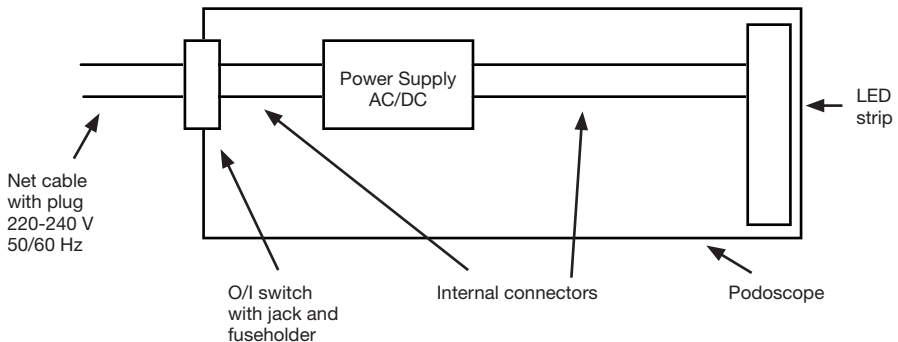 Power Supply
AC/DC
LED
strip
Net cable
with plug
220-240 V
50/60 Hz
O/I switch
with jack and
fuseholder
Internal connectors
Podoscope